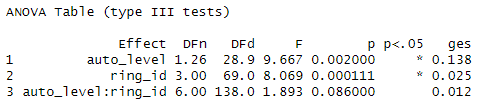 ANOVA Table (type III tests)
Effect DFn DFd F p p<.05 ges
1 auto_level 1.26 28.9 9.667 0.002000 * 0.138
2 ring_id 3.00 69.0 8.069 0.000111 * 0.025
3 auto_level:ring_id 6.00 138.0 1.893 0.086000 0.012